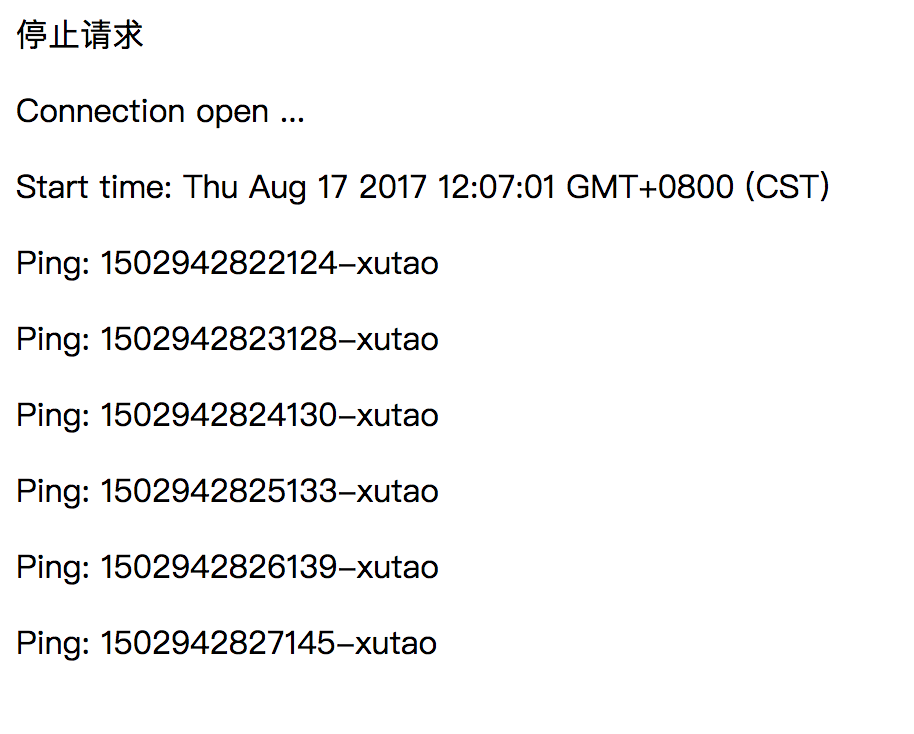 停止请求
Connection open ...
Start time: Thu Aug 17 2017 12:07:01 GMT+0800 (CST)
Ping: 1502942822124-xutao
Ping: 1502942823128-xutao
Ping: 1502942824130-xutao
Ping: 1502942825133-xutao
Ping: 1502942826139-xutao
Ping: 1502942827145-xutao